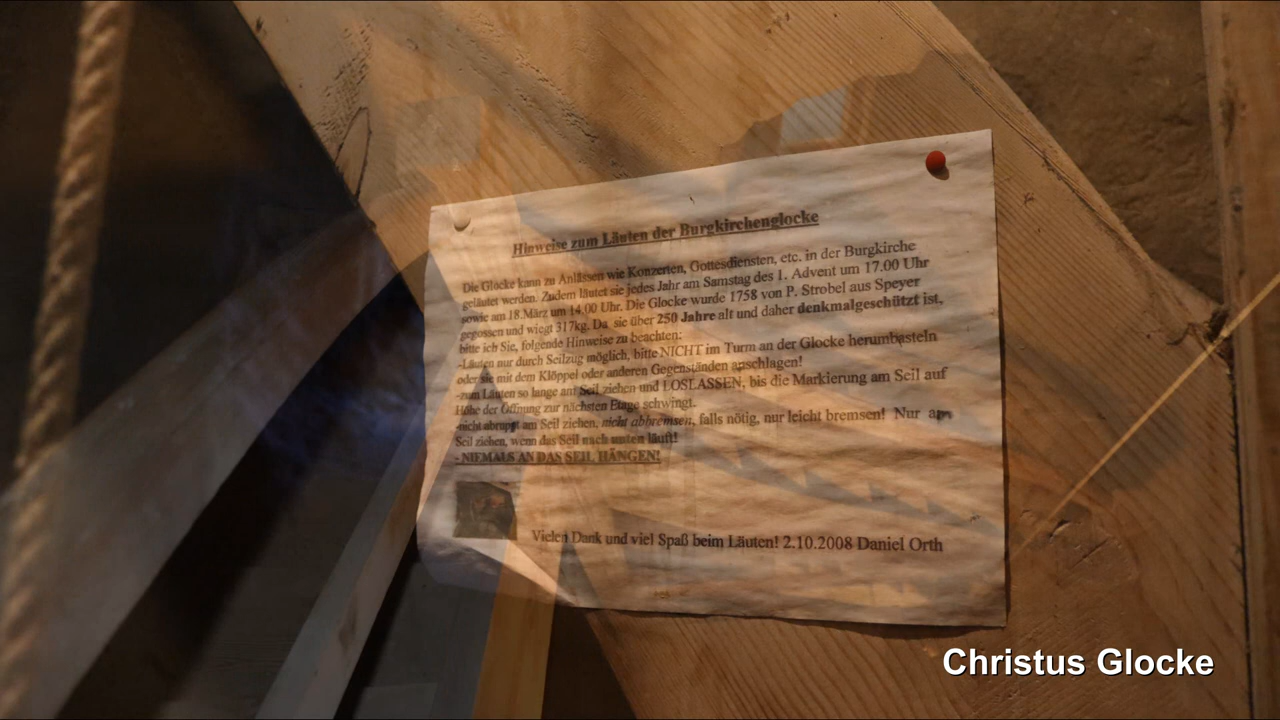 Hinweise zum Läuten der Burgkirchenglocke
Die Glocke kann zu Anlässen wie Konzerten, Gottesdiensten, etc. in der Burgkirche
geläutet werden. Zudem läutet sie jedes Jahr am Samstag des 1. Advent um 17.00 Uhr
sowie am 18.März um 14.00 Uhr. Die Glocke wurde 1758 von P. Strobel aus Speyer
gegossen und wiegt 317kg. Da sie über 250 Jahre alt und daher denkmalgeschützt ist,
bitte ich Sie, folgende Hinweise zu beachten:
-Läuten nur durch Seilzug möglich, bitte NICHT im Turm an der Glocke herumbasteln
oder sie mit dem Klöppel oder anderen Gegenständen anschlagen!
-zum Läuten so lange am Seil ziehen und LOSLASSEN, bis die Markierung am Seil auf
Höhe der Öffnung zur nächsten Etage schwingt.
-nicht abrupt am Seil ziehen, nicht abbremsen, falls nötig, nur leicht bremsen! Nur am
Seil ziehen, wenn das Seil nach unten läuft!
- NIEMALS AN DAS SEIL HÄNGEN!
Vielen Dank und viel Spaß beim Läuten! 2.10.2008 Daniel Orth
Christus Glocke